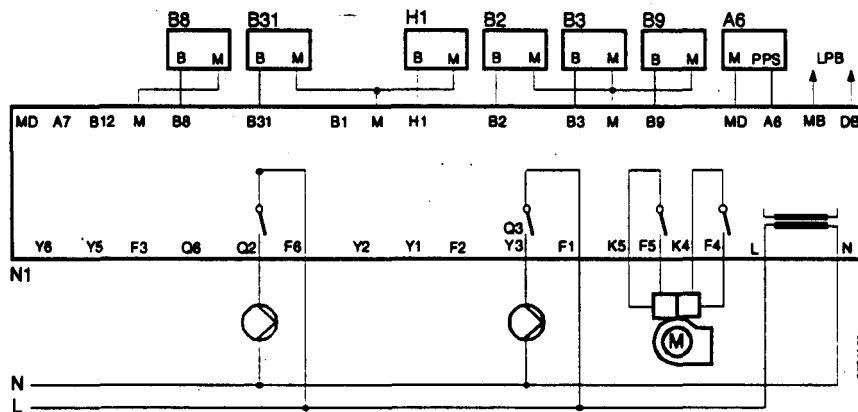 B8 B31 H1 B2 B3 B9 A6
B M B M B M B M B M B M M PPS LPB
MD A7 B12 M B8 B31 B1 M H1 B2 B3 M B9 MD A6 MB DB
Q3
Y6 Y5 F3 Q6 Q2 F6 Y2 Y1 F2 Y3 F1 K5 F5 K4 F4 L N
N1
M
N
L